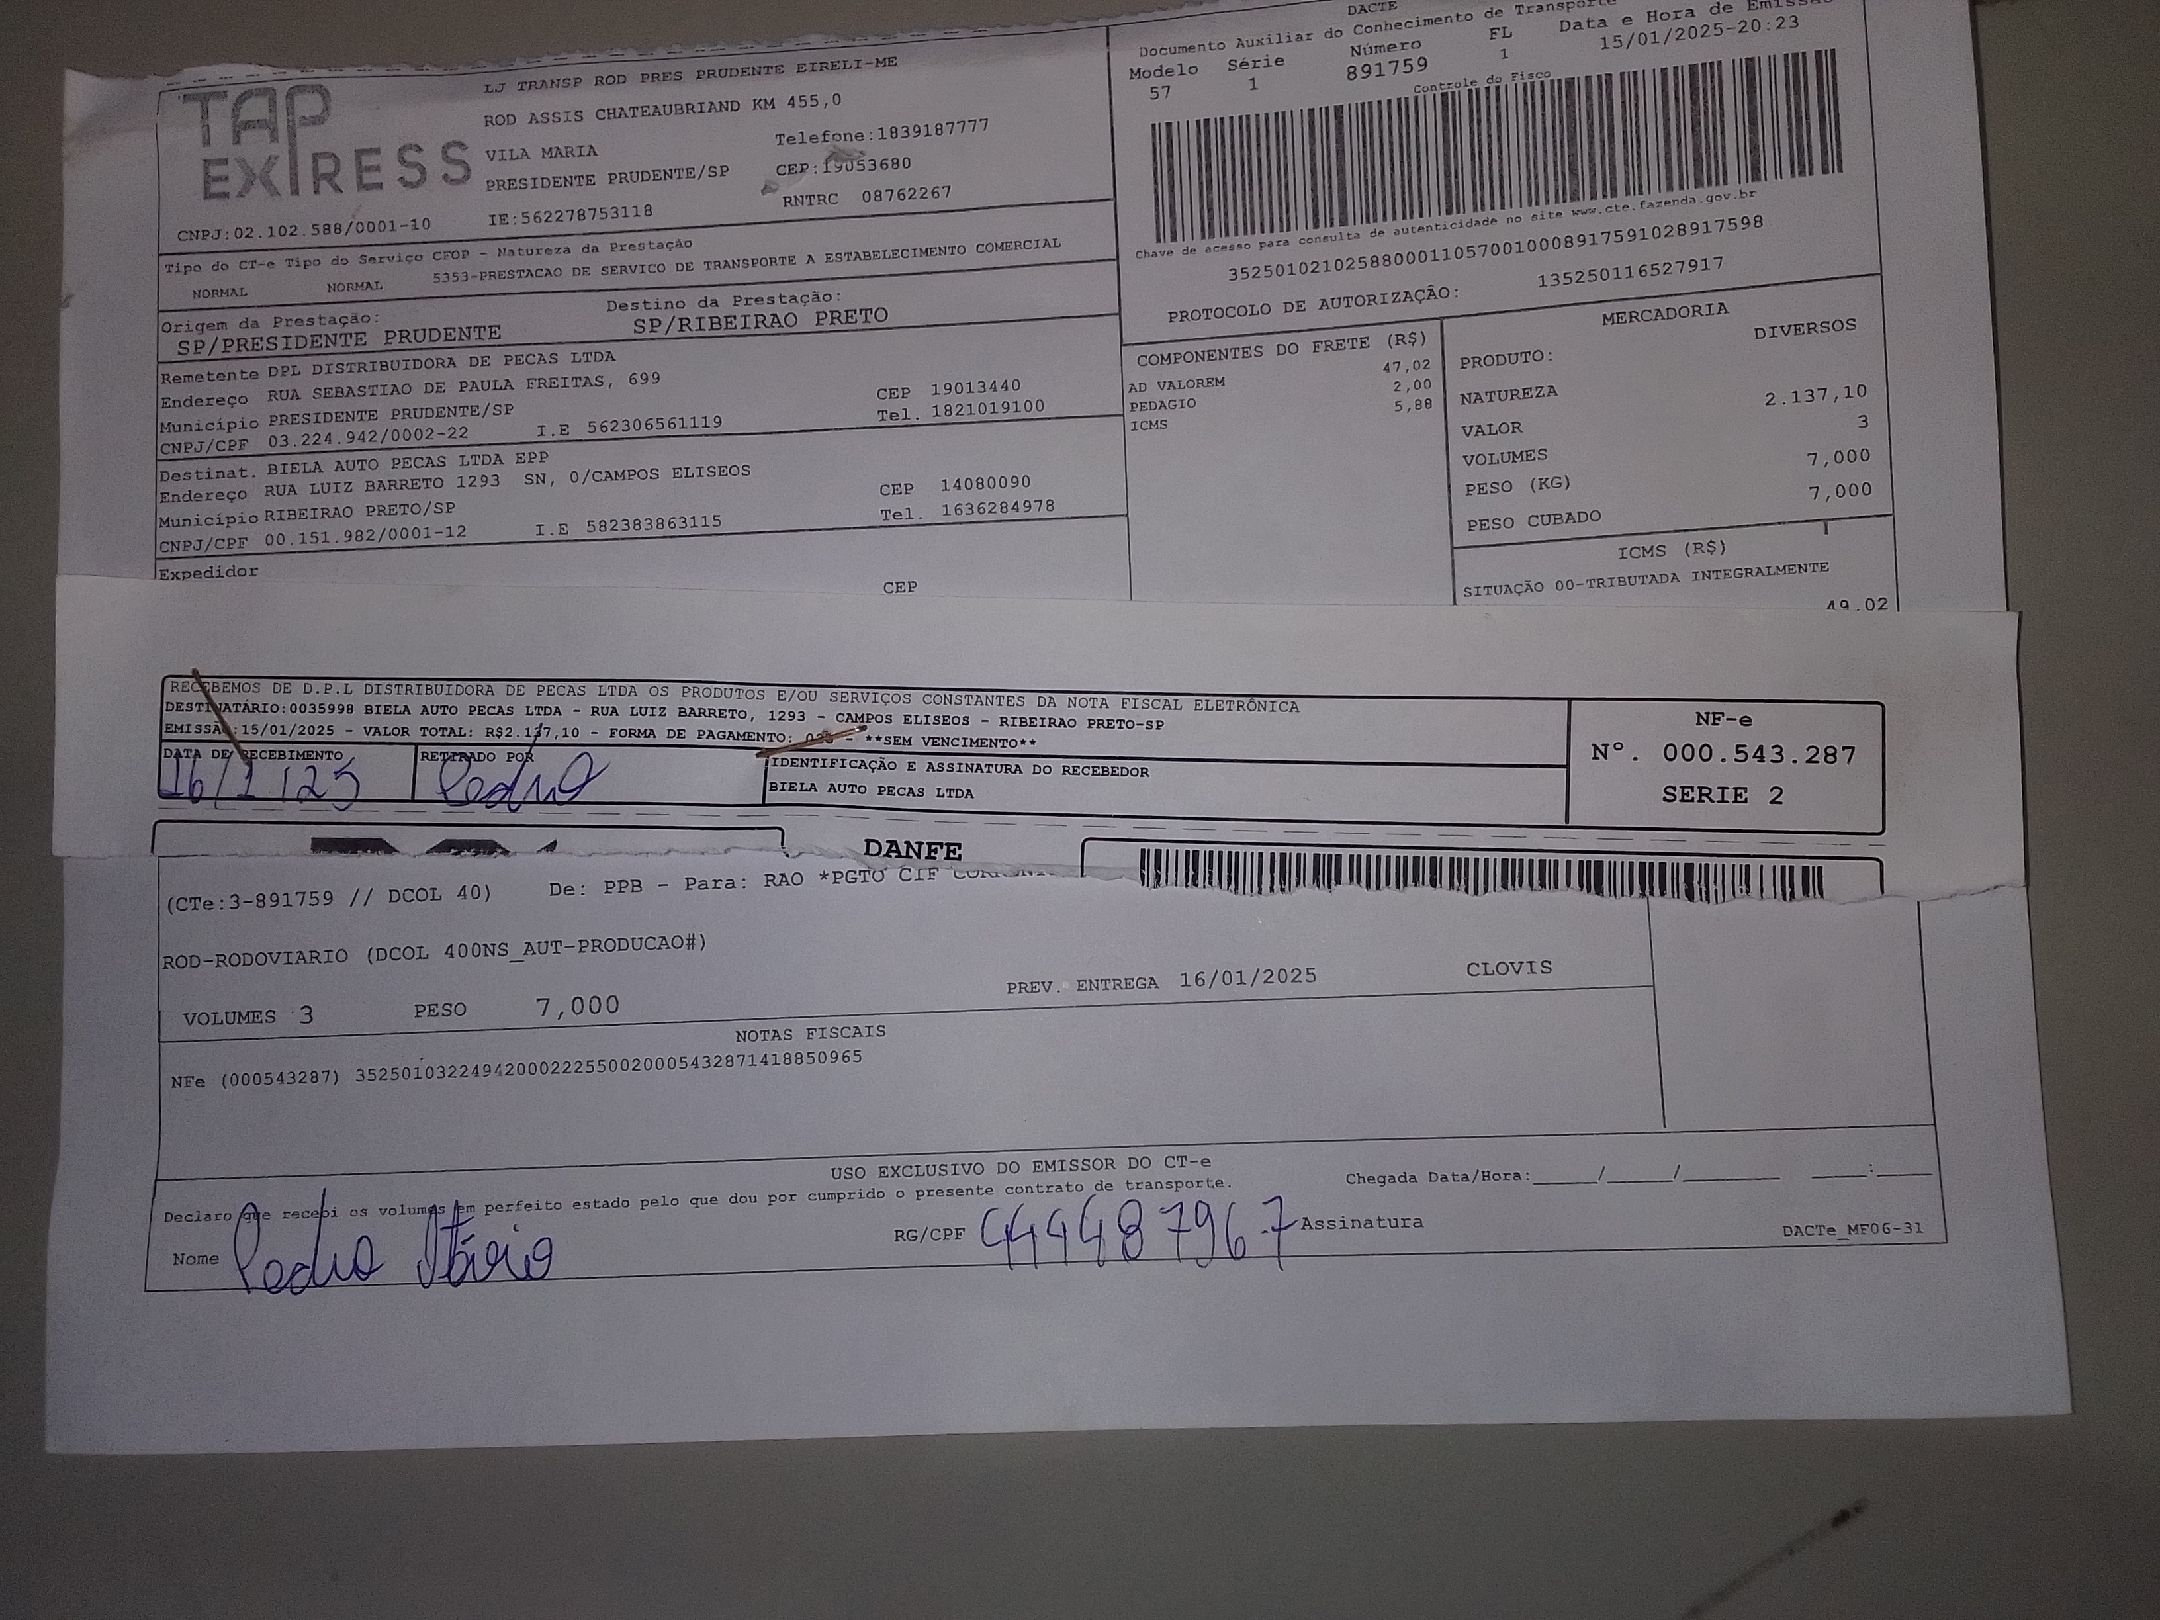 DACTE
Documento Auxiliar do Conhecimento de Transporte
Modelo Série Número FL Data e Hora de Emissão
57 1 891759 1 15/01/2025-20:23
Controle do Fisco
TAP EXPRESS
LJ TRANSP ROD PRES PRUDENTE EIRELI-ME
ROD ASSIS CHATEAUBRIAND KM 455,0
VILA MARIA Telefone:1839187777
PRESIDENTE PRUDENTE/SP CEP:19053680
CNPJ:02.102.588/0001-10 IE:562278753118 RNTRC 08762267
Chave de acesso para consulta de autenticidade no site www.cte.fazenda.gov.br
35250102102588000110570010008917591028917598
PROTOCOLO DE AUTORIZAÇÃO: 135250116527917
Tipo do CT-e Tipo do Serviço CFOP - Natureza da Prestação
NORMAL NORMAL 5353-PRESTACAO DE SERVICO DE TRANSPORTE A ESTABELECIMENTO COMERCIAL
Origem da Prestação: Destino da Prestação:
SP/PRESIDENTE PRUDENTE SP/RIBEIRAO PRETO
Remetente DPL DISTRIBUIDORA DE PECAS LTDA
Endereço RUA SEBASTIAO DE PAULA FREITAS, 699
Município PRESIDENTE PRUDENTE/SP CEP 19013440
CNPJ/CPF 03.224.942/0002-22 I.E 562306561119 Tel. 1821019100
Destinat. BIELA AUTO PECAS LTDA EPP
Endereço RUA LUIZ BARRETO 1293 SN, 0/CAMPOS ELISEOS
Município RIBEIRAO PRETO/SP CEP 14080090
CNPJ/CPF 00.151.982/0001-12 I.E 582383863115 Tel. 1636284978
Expedidor
CEP
COMPONENTES DO FRETE (R$)
AD VALOREM 47,02
PEDAGIO 2,00
ICMS 5,88
MERCADORIA
PRODUTO: DIVERSOS
NATUREZA
VALOR 2.137,10
VOLUMES 3
PESO (KG) 7,000
PESO CUBADO 7,000
ICMS (R$)
SITUAÇÃO 00-TRIBUTADA INTEGRALMENTE
49.02
RECEBEMOS DE D.P.L DISTRIBUIDORA DE PECAS LTDA OS PRODUTOS E/OU SERVIÇOS CONSTANTES DA NOTA FISCAL ELETRÔNICA
DESTINATÁRIO:0035998 BIELA AUTO PECAS LTDA - RUA LUIZ BARRETO, 1293 - CAMPOS ELISEOS - RIBEIRAO PRETO-SP
EMISSÃO:15/01/2025 - VALOR TOTAL: R$2.137,10 - FORMA DE PAGAMENTO: - **SEM VENCIMENTO**
DATA DE RECEBIMENTO RETIRADO POR IDENTIFICAÇÃO E ASSINATURA DO RECEBEDOR
16/1/25 Pedro BIELA AUTO PECAS LTDA
NF-e
Nº. 000.543.287
SERIE 2
DANFE
(CTe:3-891759 // DCOL 40) De: PPB - Para: RAO *PGTO CIF
ROD-RODOVIARIO (DCOL 400NS_AUT-PRODUCAO#)
VOLUMES 3 PESO 7,000 PREV. ENTREGA 16/01/2025 CLOVIS
NOTAS FISCAIS
NFe (000543287) 35250103224942000222550020005432871418850965
USO EXCLUSIVO DO EMISSOR DO CT-e
Declaro que recebi os volumes em perfeito estado pelo que dou por cumprido o presente contrato de transporte.
Chegada Data/Hora:____/____/______ ____:____
Nome Pedro RG/CPF 44448796-7 Assinatura
DACTe_MF06-31